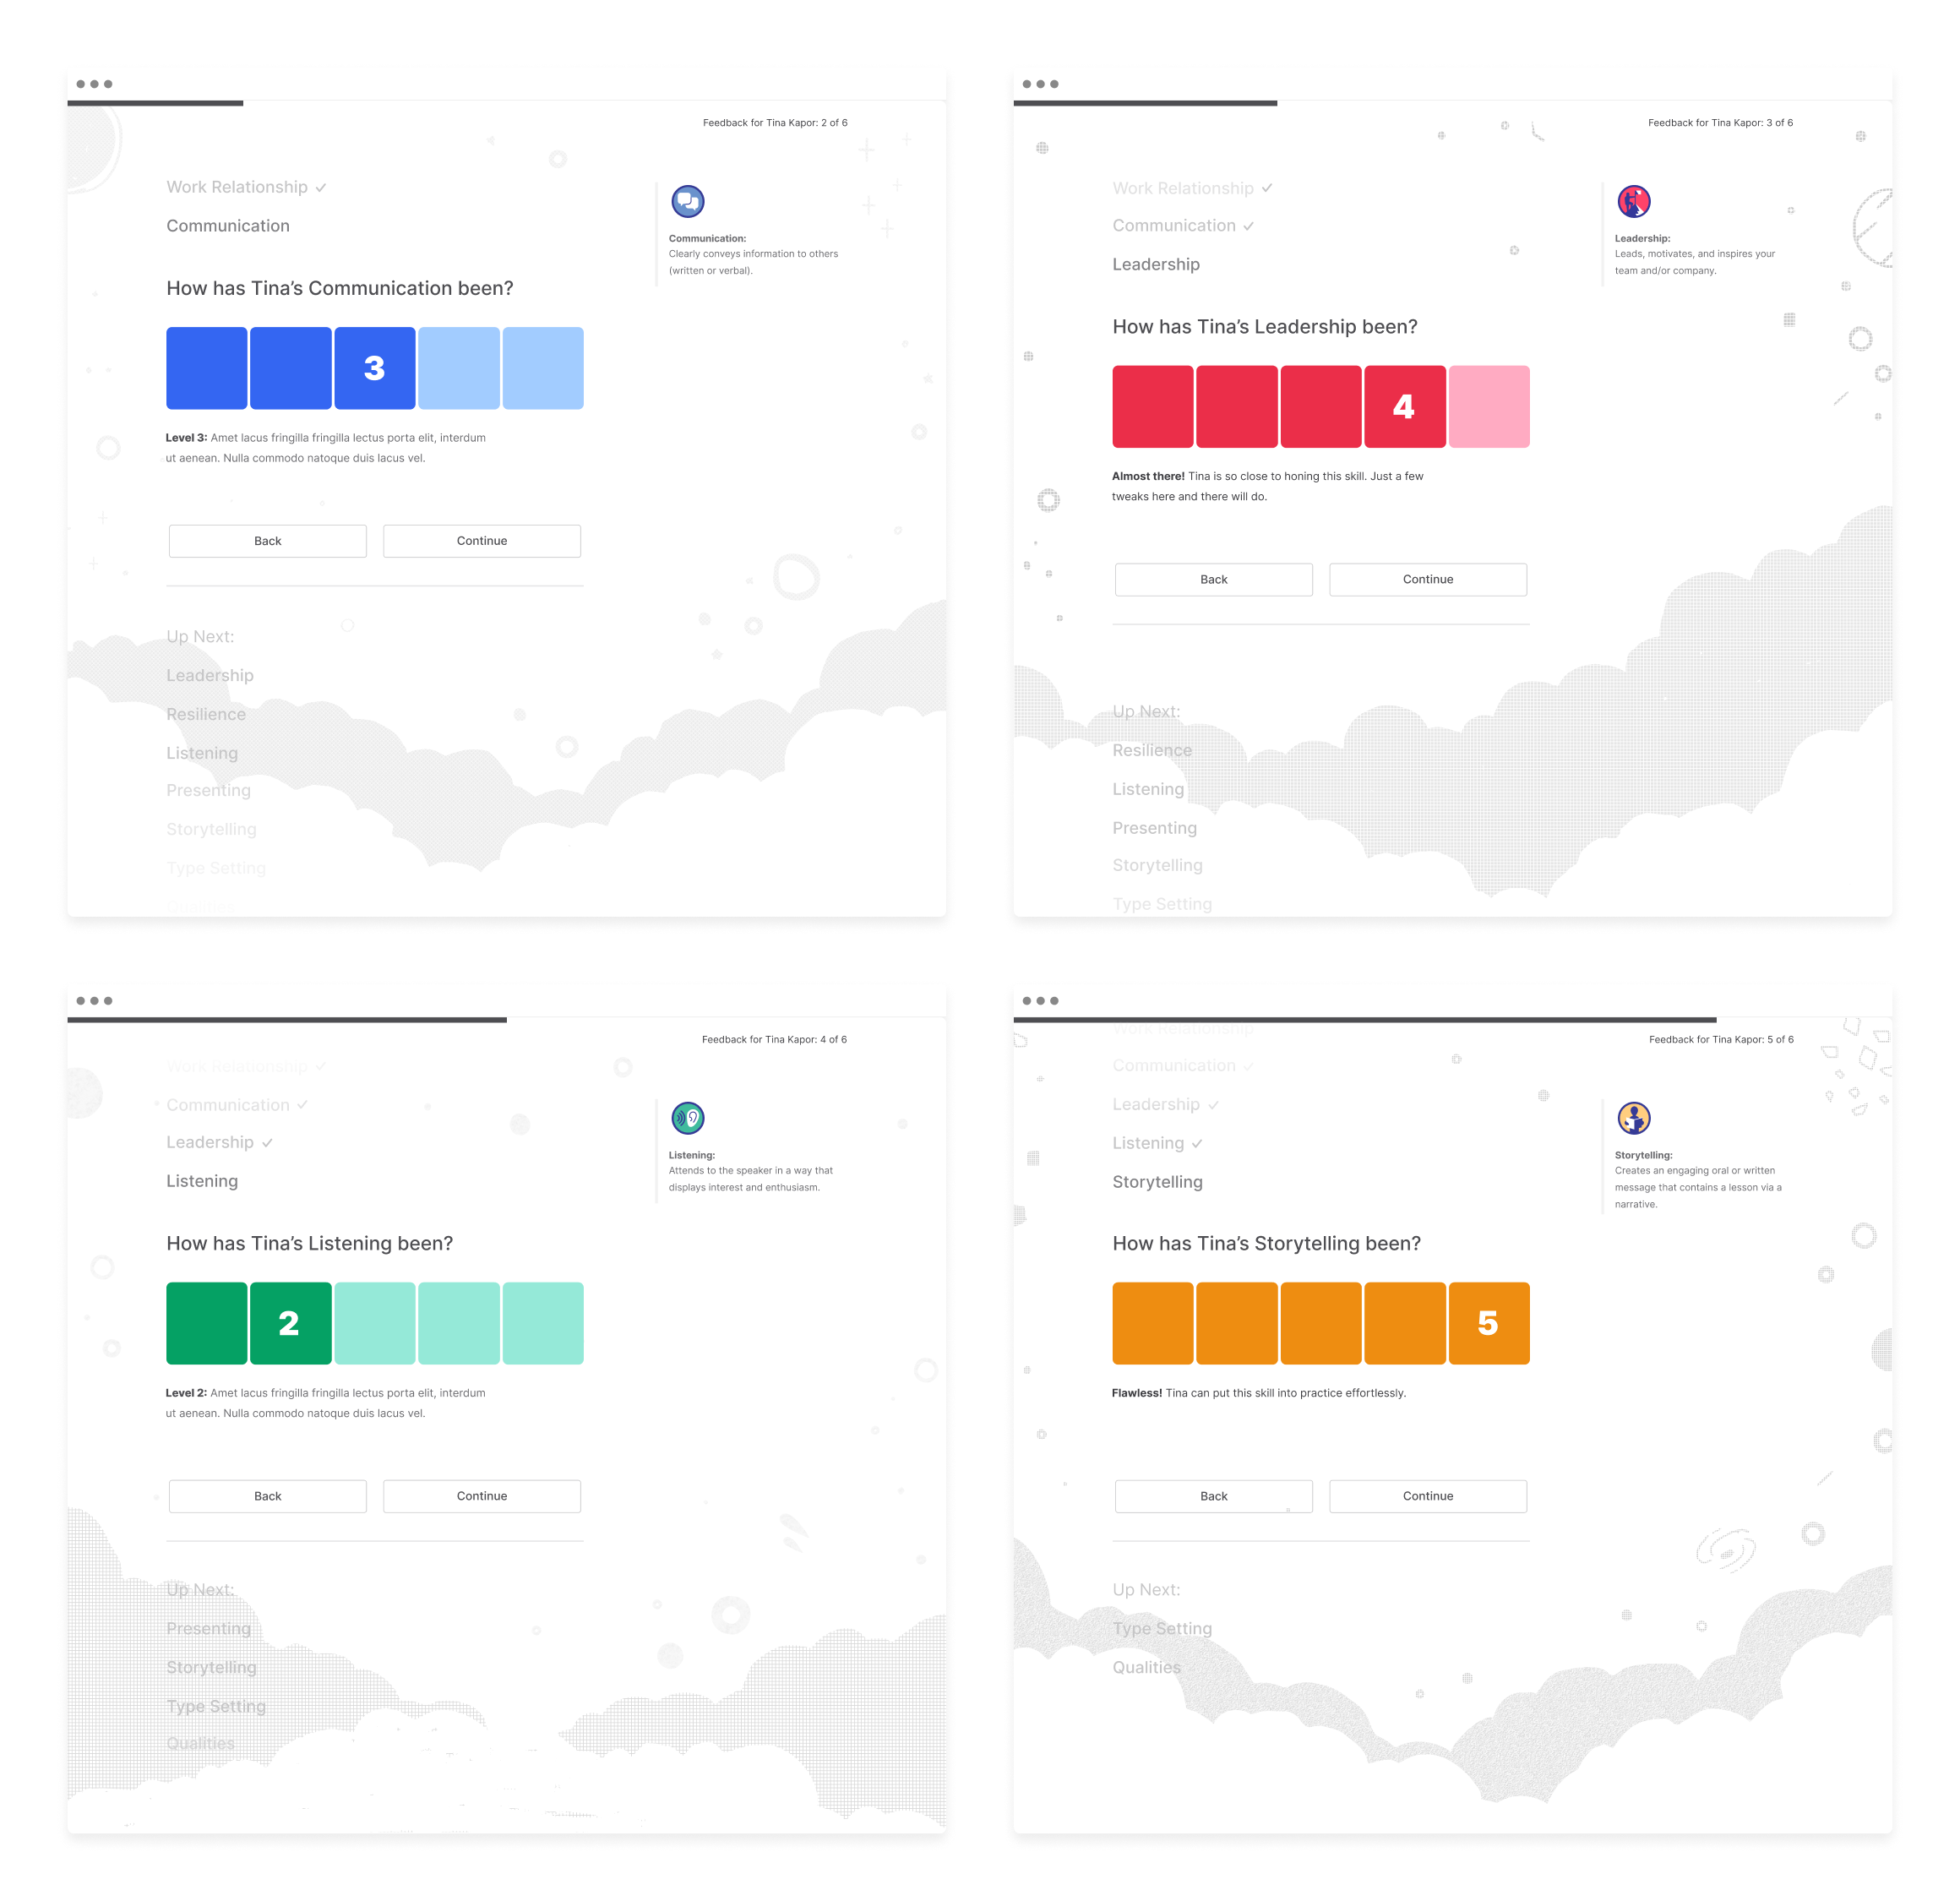 Feedback for Tina Kapor: 2 of 6
Work Relationship
Communication
Communication:
Clearly conveys information to others
(written or verbal).
How has Tina’s Communication been?
3
Level 3: Amet lacus fringilla fringilla lectus porta elit, interdum
ut aenean. Nulla commodo natoque duis lacus vel.
Back
Continue
Up Next:
Leadership
Resilience
Listening
Presenting
Storytelling
Type Setting
Feedback for Tina Kapor: 3 of 6
Work Relationship
Communication
Leadership
Leadership:
Leads, motivates, and inspires your
team and/or company.
How has Tina’s Leadership been?
4
Almost there! Tina is so close to honing this skill. Just a few
tweaks here and there will do.
Back
Continue
Up Next:
Resilience
Listening
Presenting
Storytelling
Type Setting
Feedback for Tina Kapor: 4 of 6
Work Relationship
Communication
Leadership
Listening
Listening:
Attends to the speaker in a way that
displays interest and enthusiasm.
How has Tina’s Listening been?
2
Level 2: Amet lacus fringilla fringilla lectus porta elit, interdum
ut aenean. Nulla commodo natoque duis lacus vel.
Back
Continue
Up Next:
Presenting
Storytelling
Type Setting
Qualities
Feedback for Tina Kapor: 5 of 6
Work Relationship
Communication
Leadership
Listening
Storytelling
Storytelling:
Creates an engaging oral or written
message that contains a lesson via a
narrative.
How has Tina’s Storytelling been?
5
Flawless! Tina can put this skill into practice effortlessly.
Back
Continue
Up Next:
Type Setting
Qualities